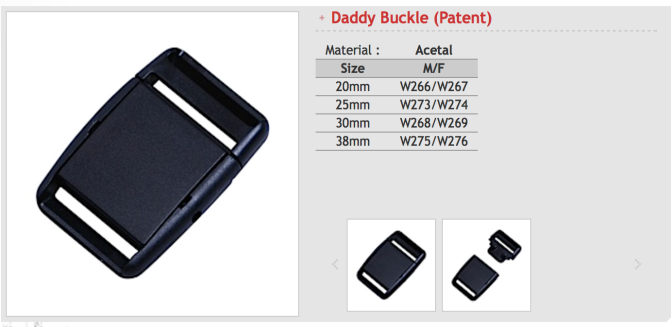 + Daddy Buckle (Patent)
Material : Acetal
Size M/F
20mm W266/W267
25mm W273/W274
30mm W268/W269
38mm W275/W276